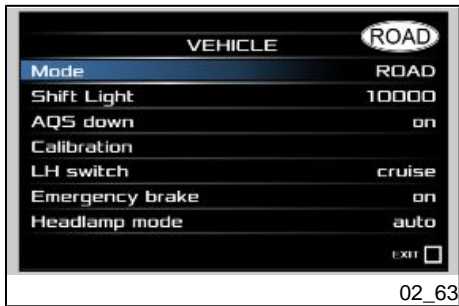 VEHICLE ROAD
Mode ROAD
Shift Light 10000
AQS down on
Calibration
LH switch cruise
Emergency brake on
Headlamp mode auto
EXIT
02_63